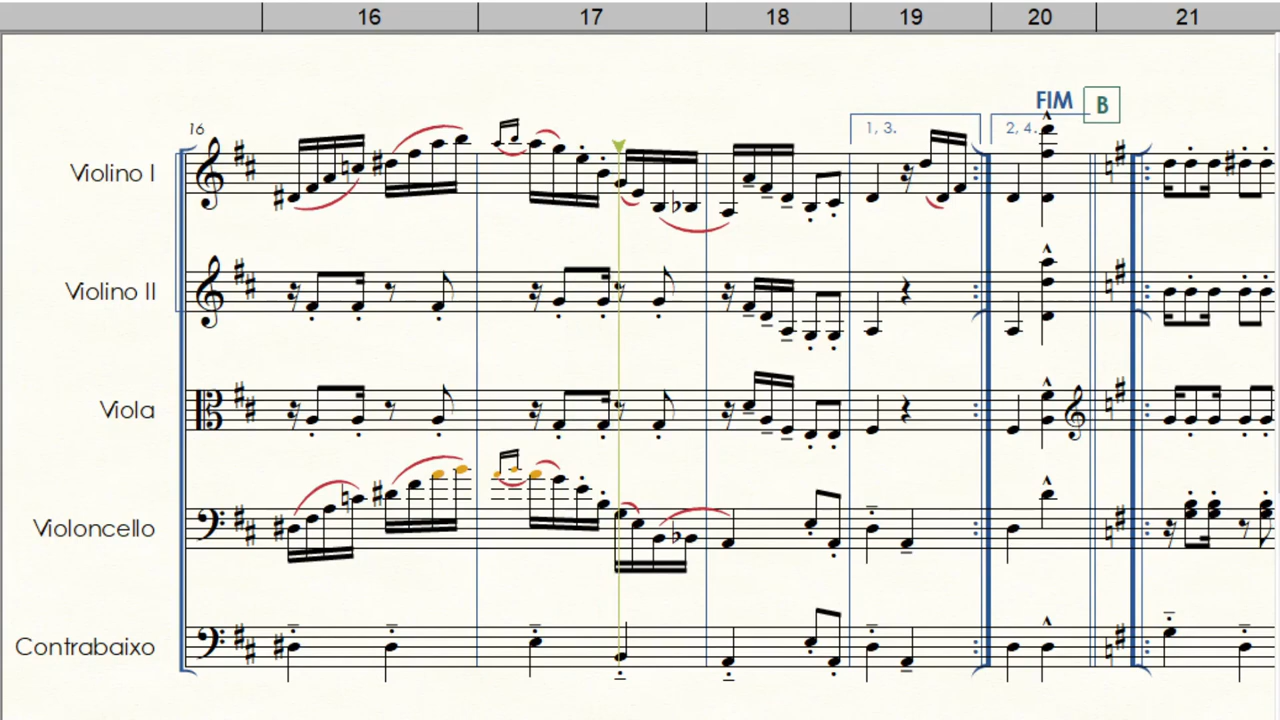 16 17 18 19 20 21
FIM B
16 1, 3. 2, 4.
Violino I
Violino II
Viola
Violoncello
Contrabaixo